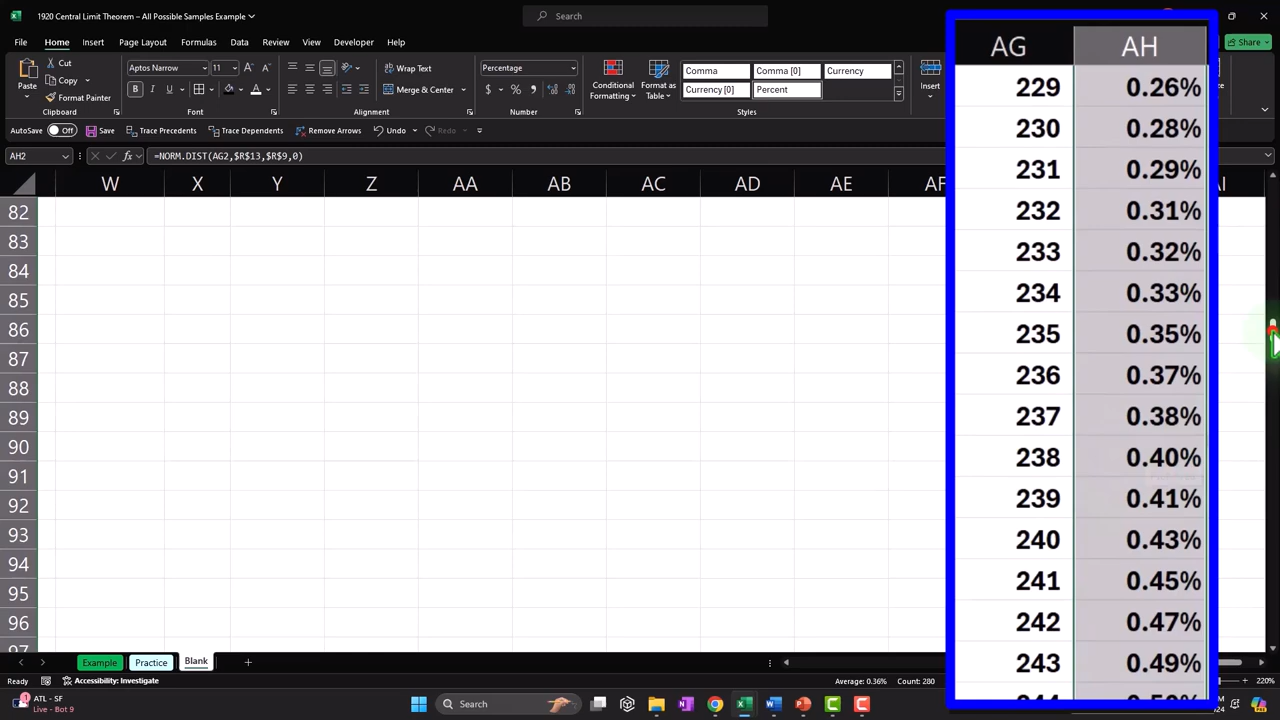 1920 Central Limit Theorem – All Possible Samples Example
Search
File Home Insert Page Layout Formulas Data Review View Developer Help
Share
Paste
Cut
Copy
Format Painter
Clipboard
Aptos Narrow 11
Font
Wrap Text
Merge & Center
Alignment
Percentage
Number
Conditional Formatting
Format as Table
Comma Comma [0] Currency
Currency [0] Percent
Styles
Insert
AutoSave Off Save Trace Precedents Trace Dependents Remove Arrows Undo Redo
AH2 fx =NORM.DIST(AG2,$R$13,$R$9,0)
W X Y Z AA AB AC AD AE AF
AG AH
229 0.26%
230 0.28%
231 0.29%
232 0.31%
233 0.32%
234 0.33%
235 0.35%
236 0.37%
237 0.38%
238 0.40%
239 0.41%
240 0.43%
241 0.45%
242 0.47%
243 0.49%
82
83
84
85
86
87
88
89
90
91
92
93
94
95
96
97
Example Practice Blank
Ready Accessibility: Investigate Average: 0.36% Count: 280
220%
1
ATL - SF
Live - Bot 9
Search